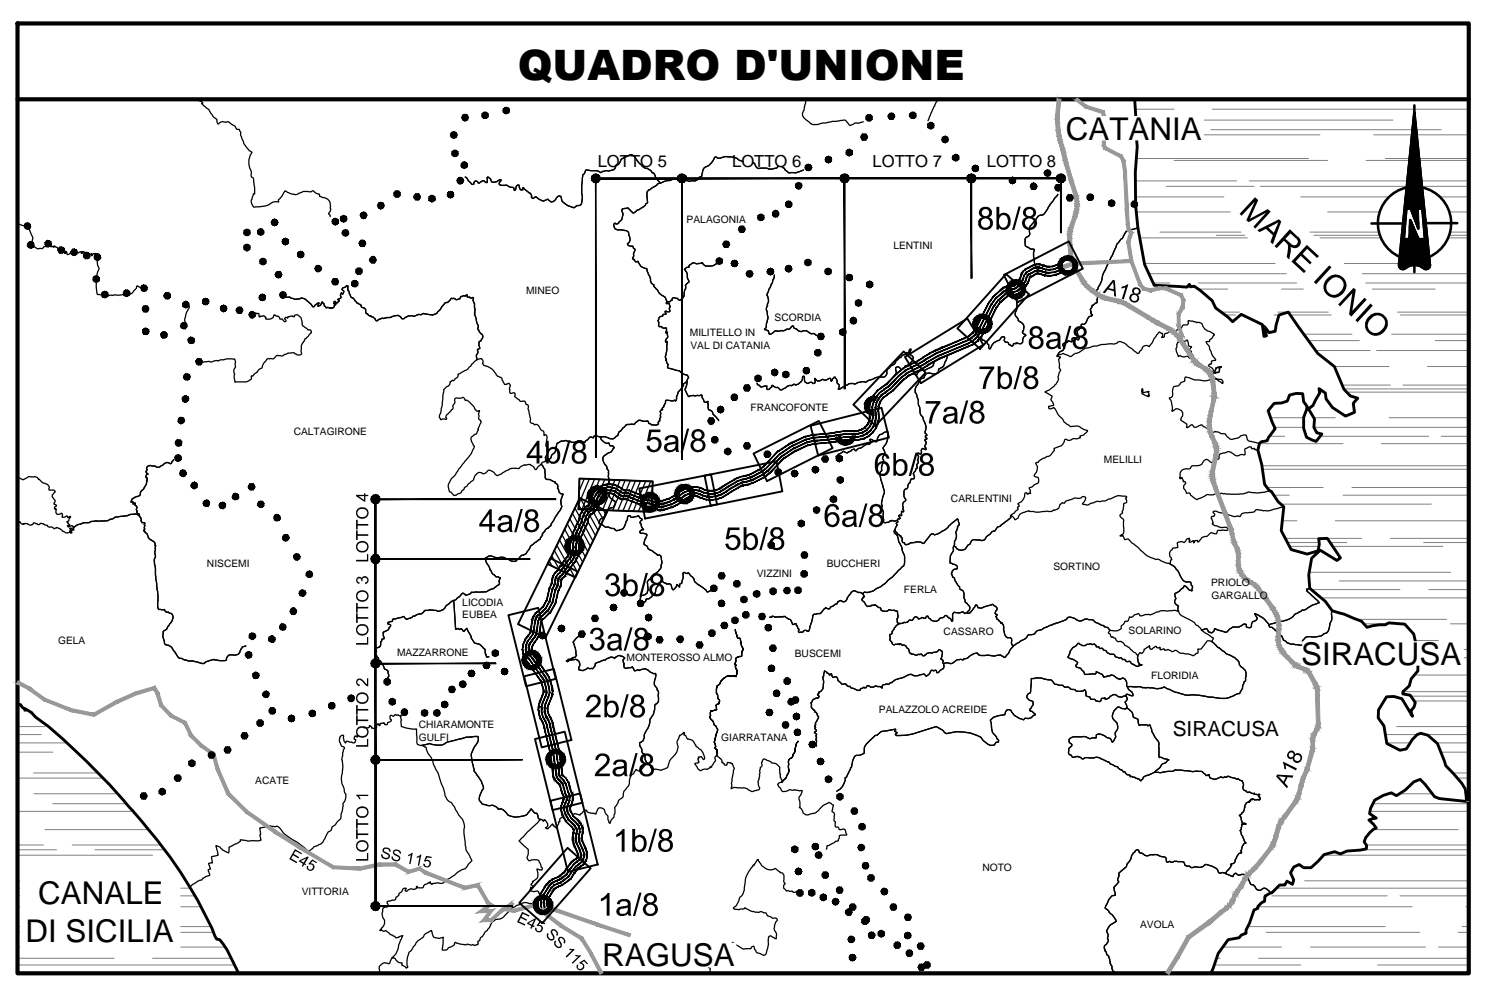 QUADRO D'UNIONE
CATANIA
LOTTO 5
LOTTO 6
LOTTO 7
LOTTO 8
N
MARE IONIO
PALAGONIA
8b/8
LENTINI
MINEO
A18
SCORDIA
MILITELLO IN
VAL DI CATANIA
8a/8
7b/8
FRANCOFONTE
7a/8
CALTAGIRONE
4b/8
5a/8
6b/8
MELILLI
CARLENTINI
LOTTO 4
4a/8
6a/8
5b/8
NISCEMI
BUCCHERI
VIZZINI
SORTINO
3b/8
FERLA
PRIOLO
GARGALLO
LOTTO 3
LICODIA
EUBEA
GELA
3a/8
CASSARO
SOLARINO
MAZZARRONE
MONTEROSSO ALMO
BUSCEMI
SIRACUSA
FLORIDIA
LOTTO 2
2b/8
PALAZZOLO ACREIDE
CHIARAMONTE
GULFI
GIARRATANA
SIRACUSA
2a/8
A18
ACATE
LOTTO 1
1b/8
E45
SS 115
NOTO
VITTORIA
CANALE
DI SICILIA
1a/8
E45 SS 115
AVOLA
RAGUSA